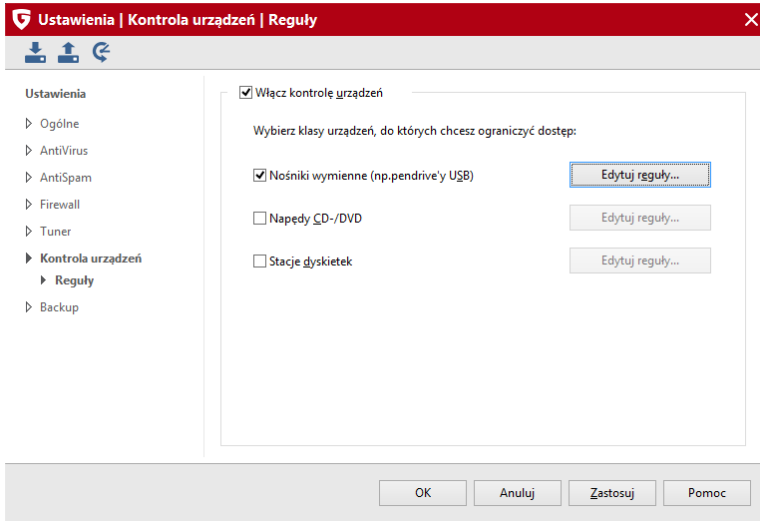 Ustawienia | Kontrola urządzeń | Reguły
Ustawienia
Ogólne
AntiVirus
AntiSpam
Firewall
Tuner
Kontrola urządzeń
Reguły
Backup
Włącz kontrolę urządzeń
Wybierz klasy urządzeń, do których chcesz ograniczyć dostęp:
Nośniki wymienne (np.pendrive'y USB) Edytuj reguły...
Napędy CD-/DVD Edytuj reguły...
Stacje dyskietek Edytuj reguły...
OK Anuluj Zastosuj Pomoc